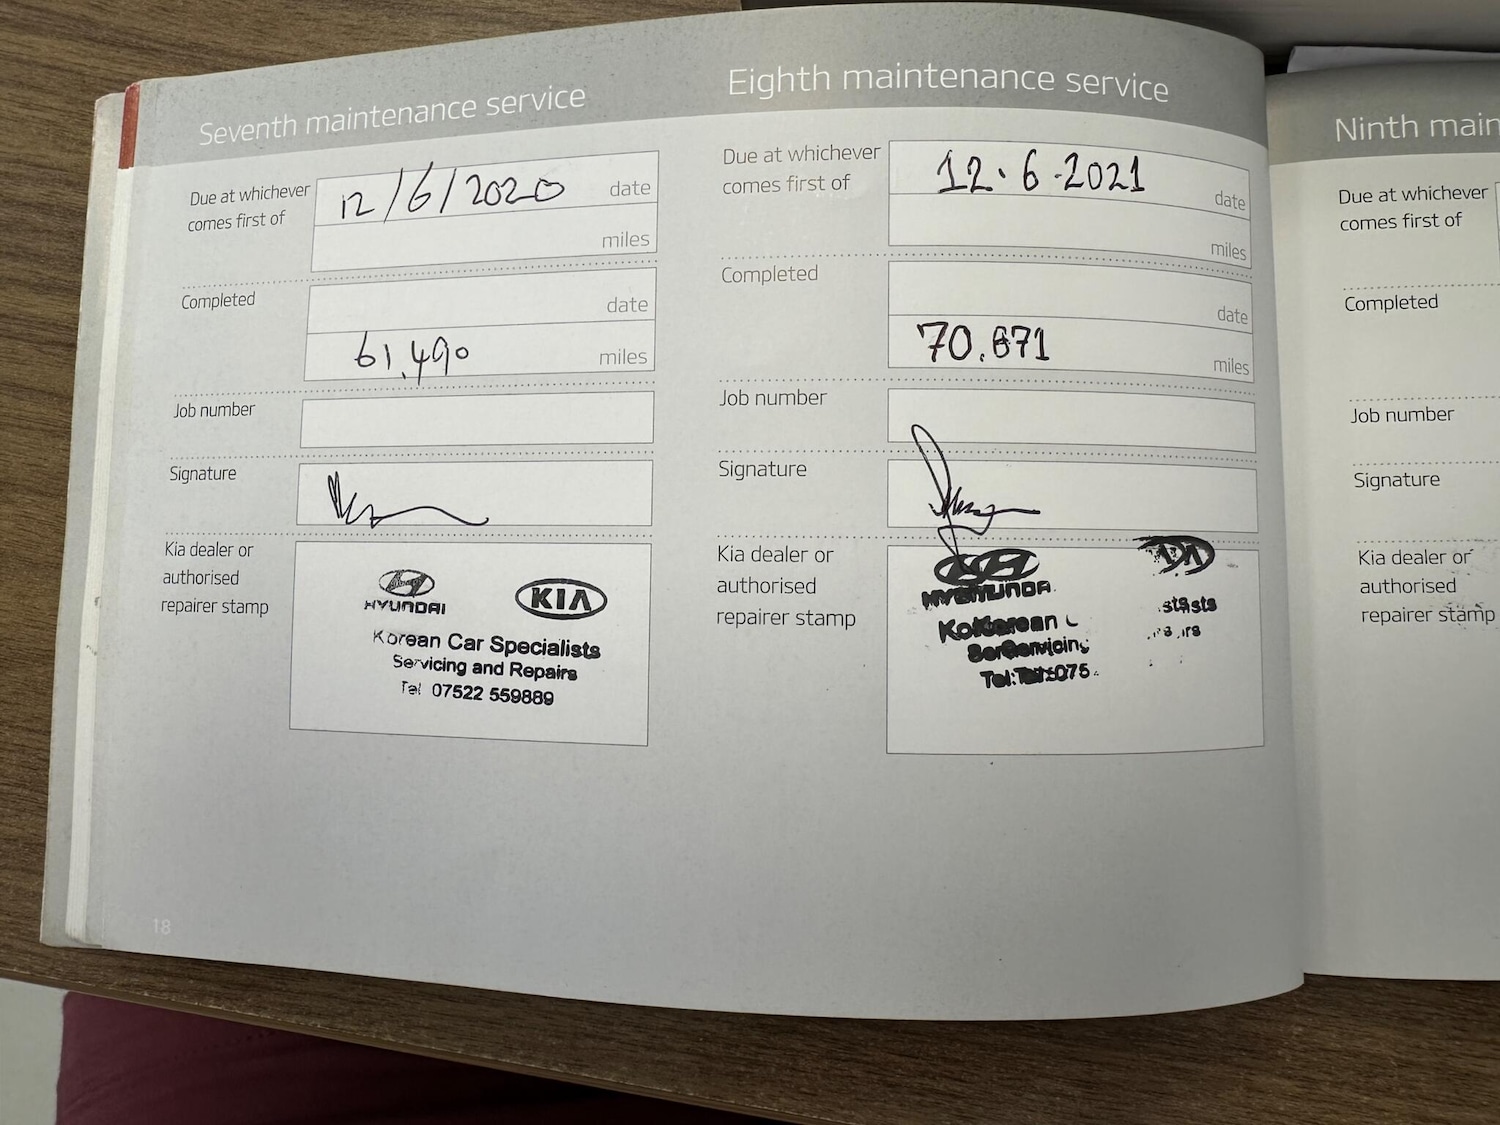 Seventh maintenance service
Due at whichever
comes first of
12/6/2020 date
miles
Completed
date
61,490 miles
Job number
Signature
Kia dealer or
authorised
repairer stamp
HYUNDAI KIA
Korean Car Specialists
Servicing and Repairs
Tel 07522 559889
18
Eighth maintenance service
Due at whichever
comes first of
12.6.2021 date
miles
Completed
date
70.671 miles
Job number
Signature
Kia dealer or
authorised
repairer stamp
Ninth main
Due at whichever
comes first of
Completed
Job number
Signature
Kia dealer or
authorised
repairer stamp